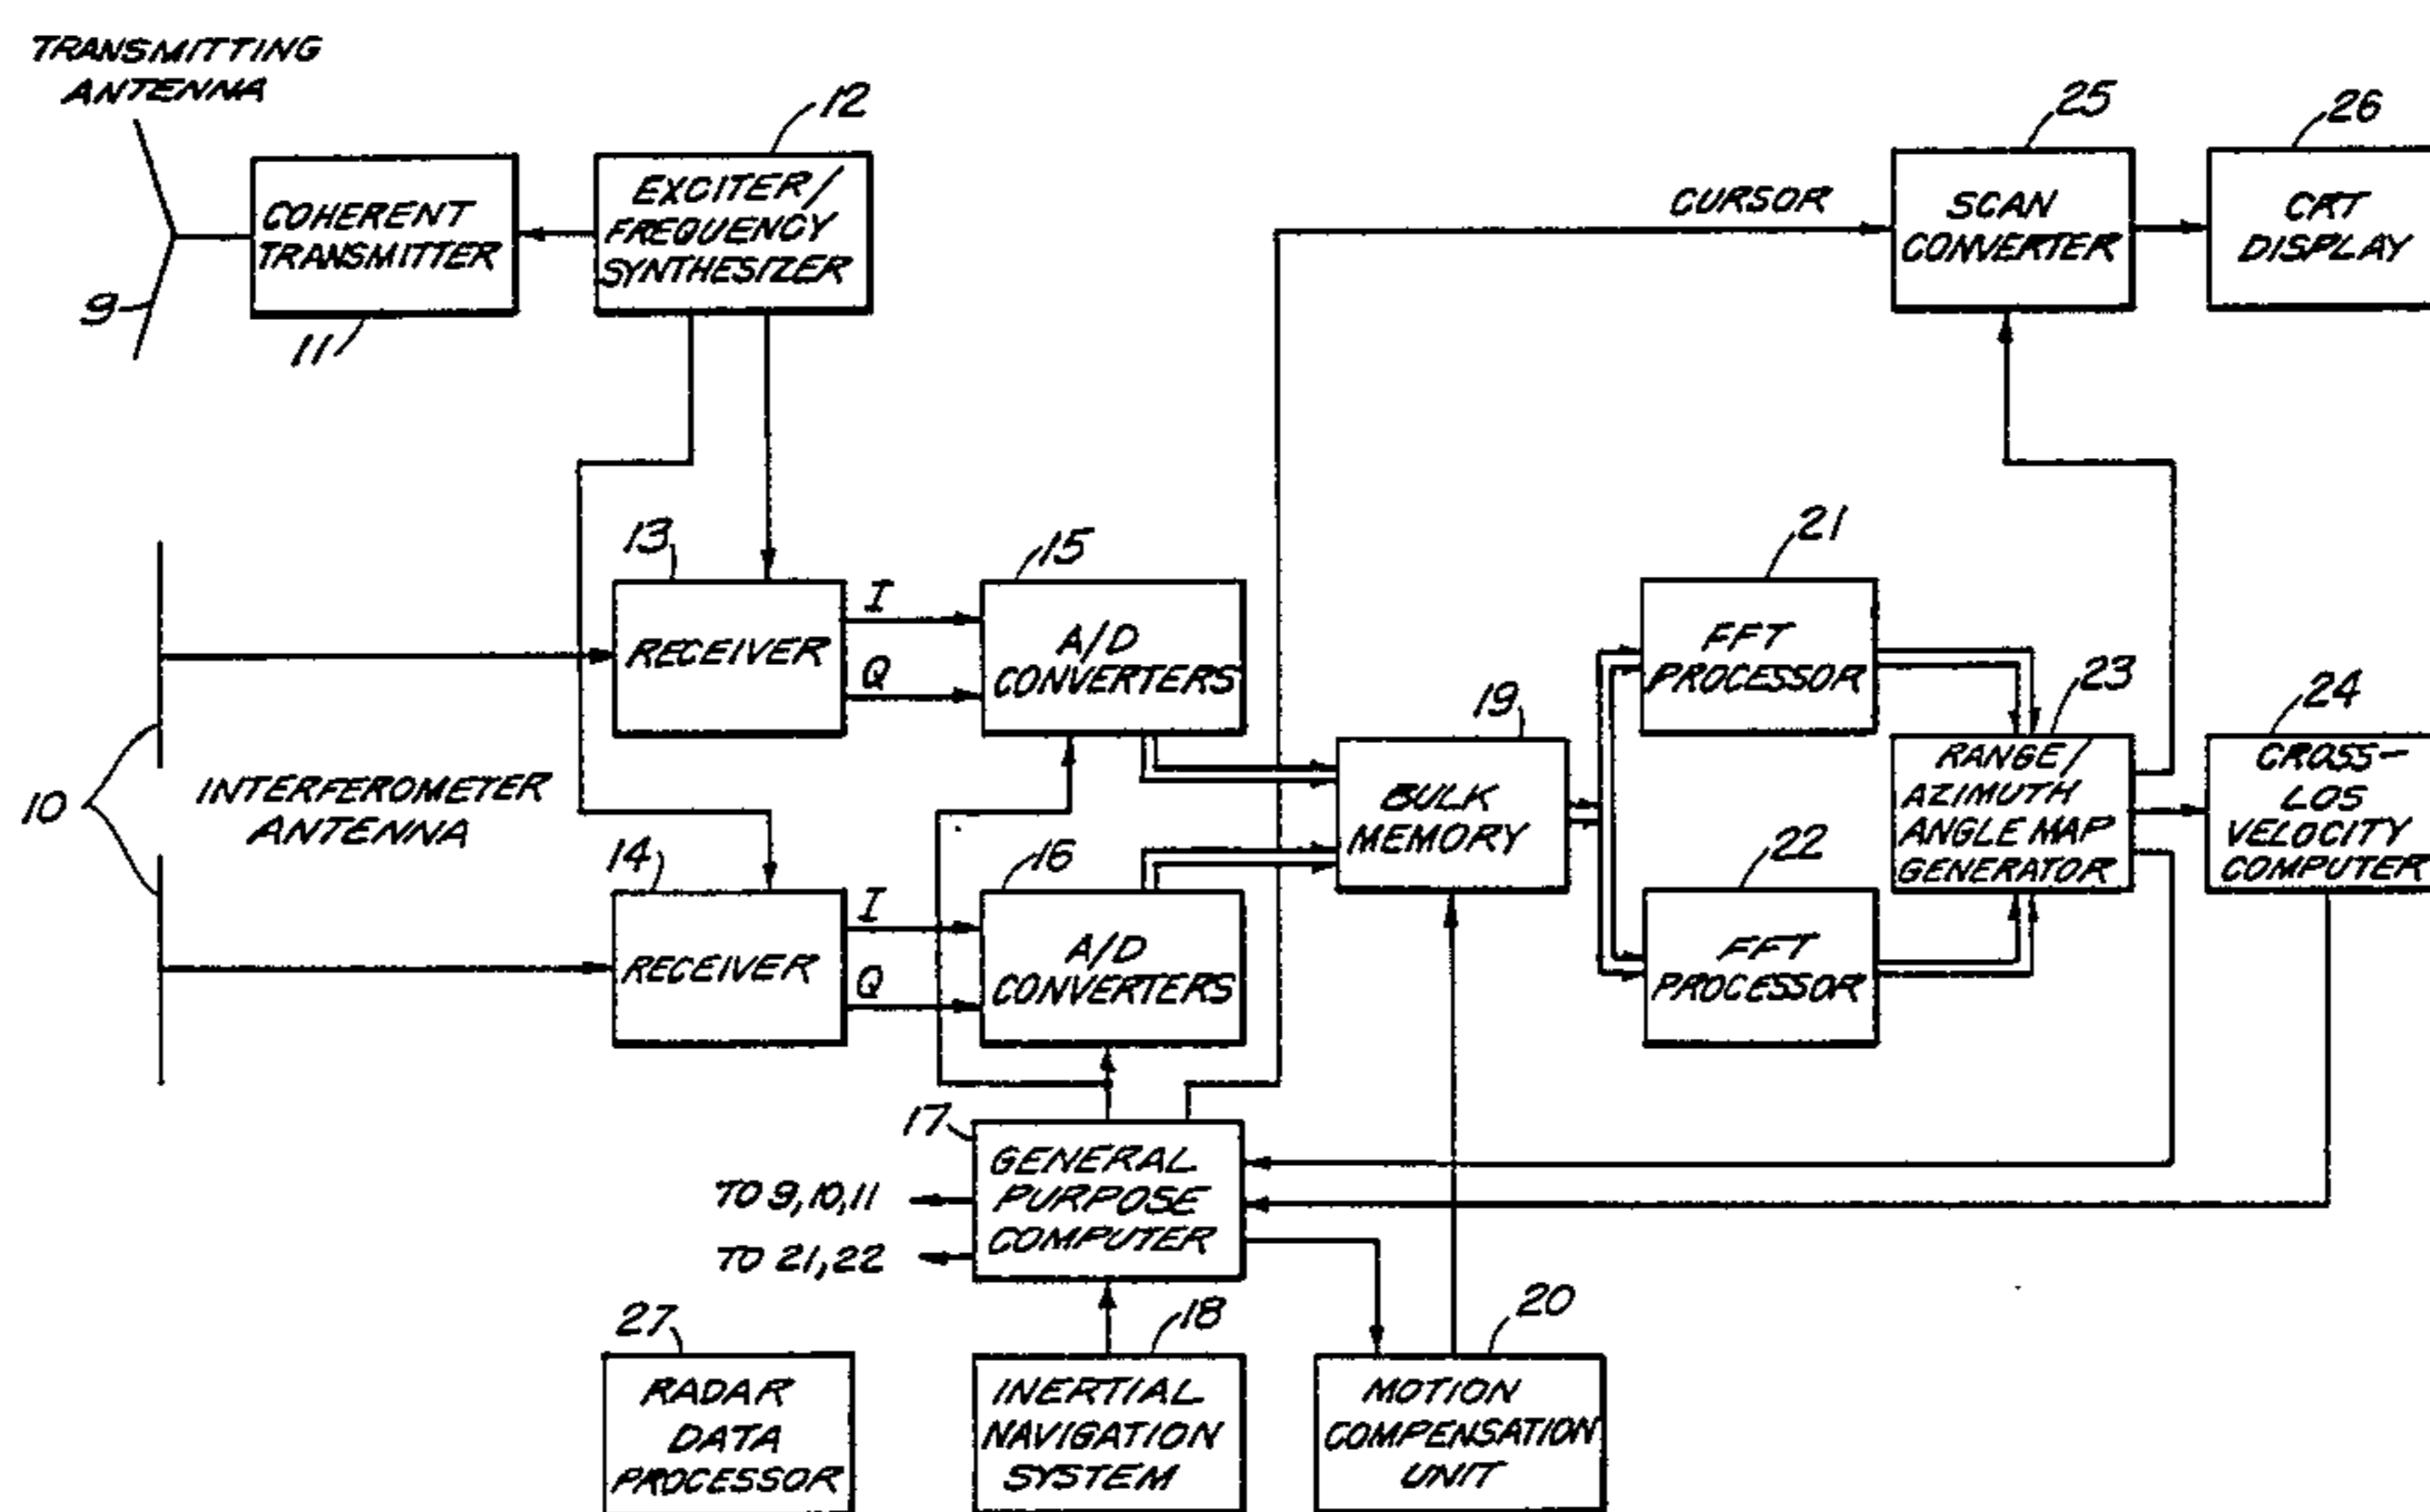 TRANSMITTING
ANTENNA
9
COHERENT
TRANSMITTER
11
12
EXCITER/
FREQUENCY
SYNTHESIZER
CURSOR
25
SCAN
CONVERTER
26
CRT
DISPLAY
10
INTERFEROMETER
ANTENNA
13
RECEIVER
I
Q
15
A/D
CONVERTERS
14
RECEIVER
I
Q
16
A/D
CONVERTERS
19
BULK
MEMORY
21
FFT
PROCESSOR
22
FFT
PROCESSOR
23
RANGE/
AZIMUTH
ANGLE MAP
GENERATOR
24
CROSS-
LOS
VELOCITY
COMPUTER
17
GENERAL
PURPOSE
COMPUTER
TO 9,10,11
TO 21,22
27
RADAR
DATA
PROCESSOR
18
INERTIAL
NAVIGATION
SYSTEM
20
MOTION
COMPENSATION
UNIT